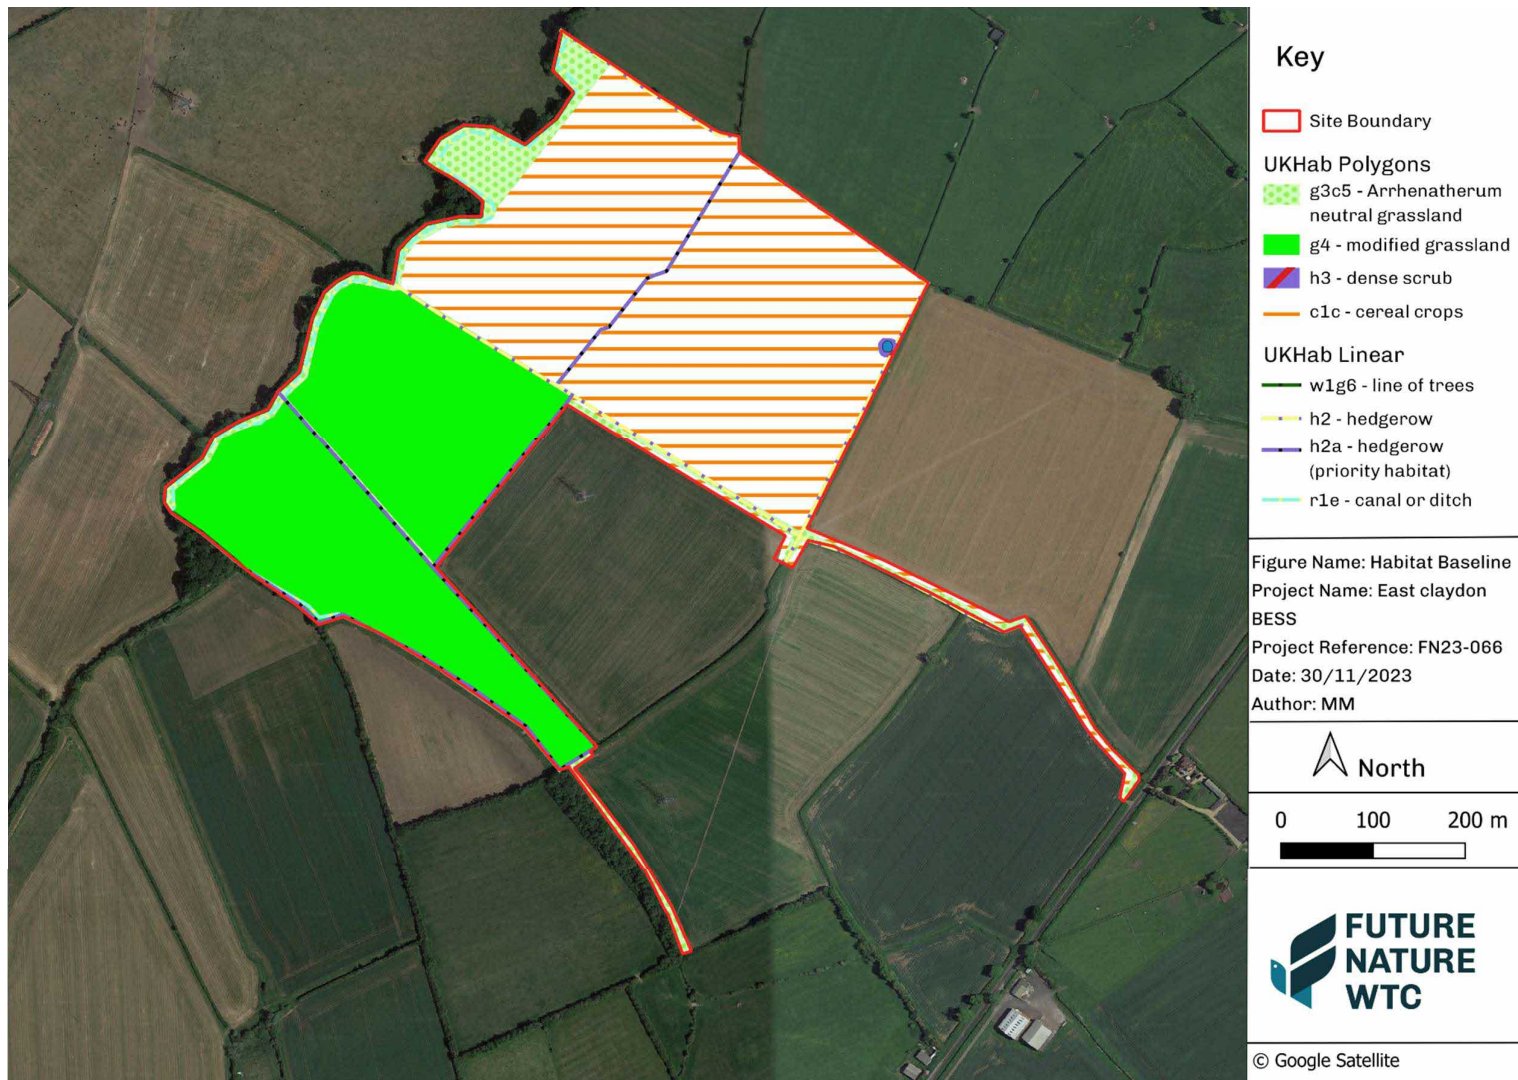 Key
Site Boundary
UKHab Polygons
g3c5 - Arrhenatherum
neutral grassland
g4 - modified grassland
h3 - dense scrub
c1c - cereal crops
UKHab Linear
w1g6 - line of trees
h2 - hedgerow
h2a - hedgerow
(priority habitat)
r1e - canal or ditch
Figure Name: Habitat Baseline
Project Name: East claydon
BESS
Project Reference: FN23-066
Date: 30/11/2023
Author: MM
North
0 100 200 m
FUTURE
NATURE
WTC
© Google Satellite